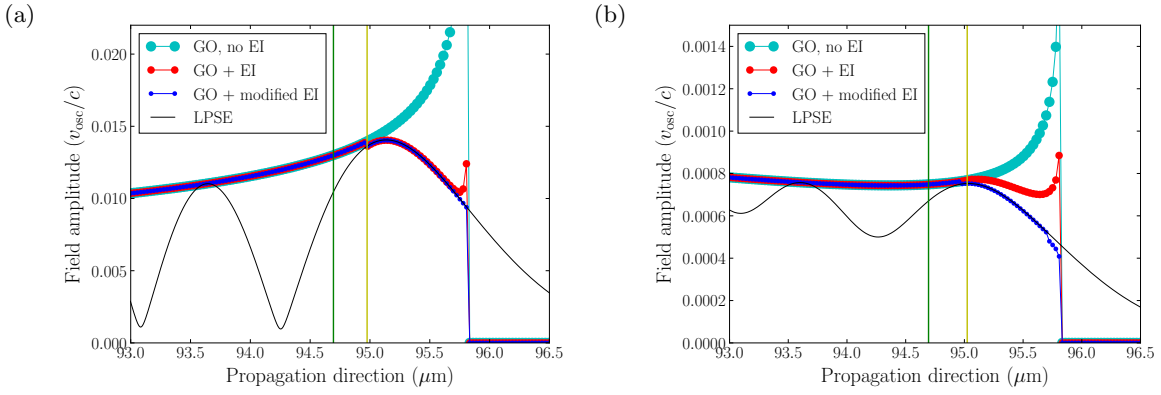 (a)
0.020
0.015
0.010
0.005
0.000
Field amplitude (v_osc/c)
GO, no EI
GO + EI
GO + modified EI
LPSE
93.0 93.5 94.0 94.5 95.0 95.5 96.0 96.5
Propagation direction (μm)
(b)
0.0014
0.0012
0.0010
0.0008
0.0006
0.0004
0.0002
0.0000
Field amplitude (v_osc/c)
GO, no EI
GO + EI
GO + modified EI
LPSE
93.0 93.5 94.0 94.5 95.0 95.5 96.0 96.5
Propagation direction (μm)